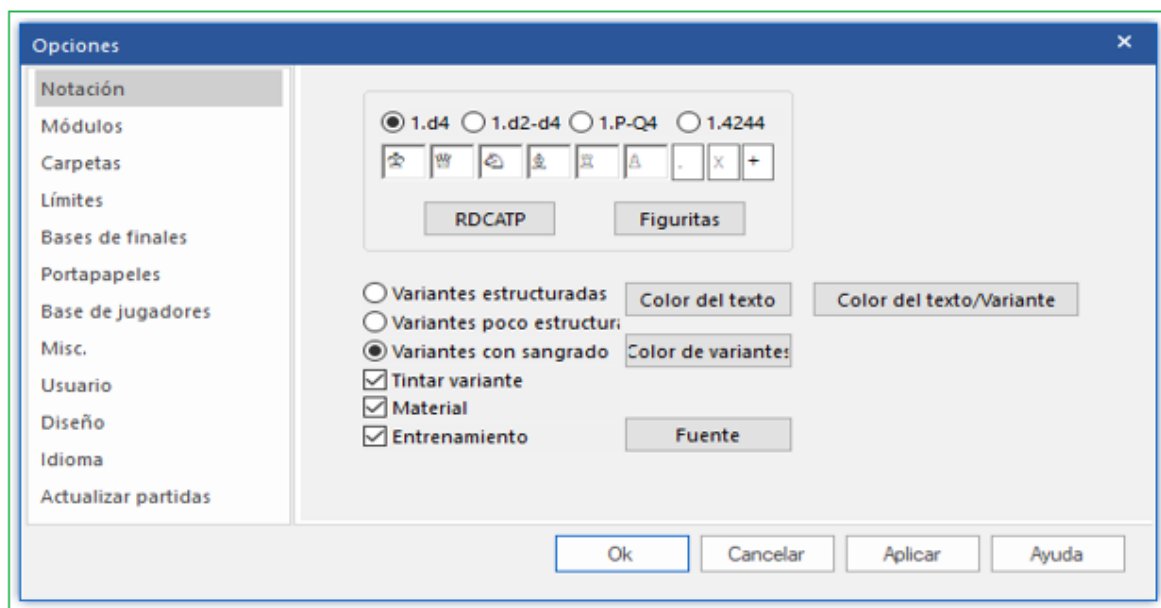 Opciones
Notación
Módulos
Carpetas
Límites
Bases de finales
Portapapeles
Base de jugadores
Misc.
Usuario
Diseño
Idioma
Actualizar partidas
1.d4 1.d2-d4 1.P-Q4 1.4244
♔ ♕ ♘ ♗ ♖ ♙ . x +
RDCATP Figuritas
Variantes estructuradas Color del texto Color del texto/Variante
Variantes poco estructura
Variantes con sangrado Color de variantes
Tintar variante
Material
Entrenamiento Fuente
Ok Cancelar Aplicar Ayuda